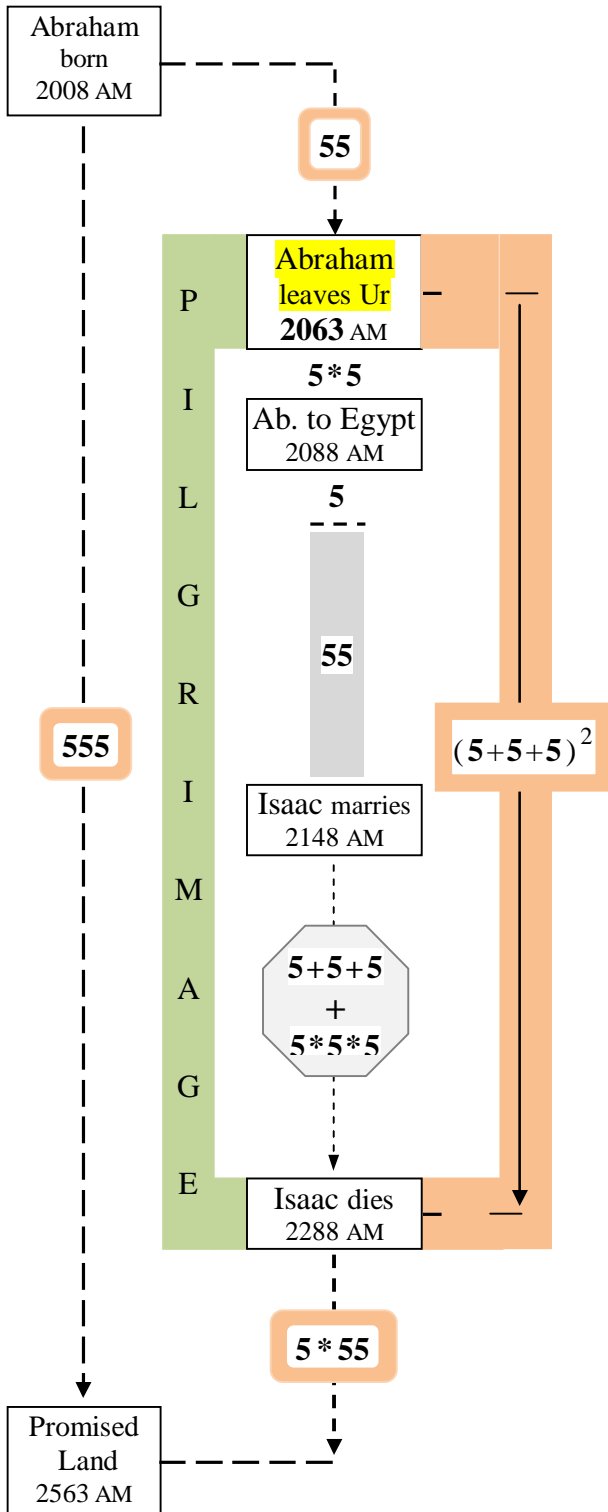 Abraham
born
2008 AM
55
Abraham
leaves Ur
2063 AM
5*5
Ab. to Egypt
2088 AM
5
55
Isaac marries
2148 AM
5+5+5
+
5*5*5
Isaac dies
2288 AM
5*55
PILGRIMAGE
555
(5+5+5)²
Promised
Land
2563 AM